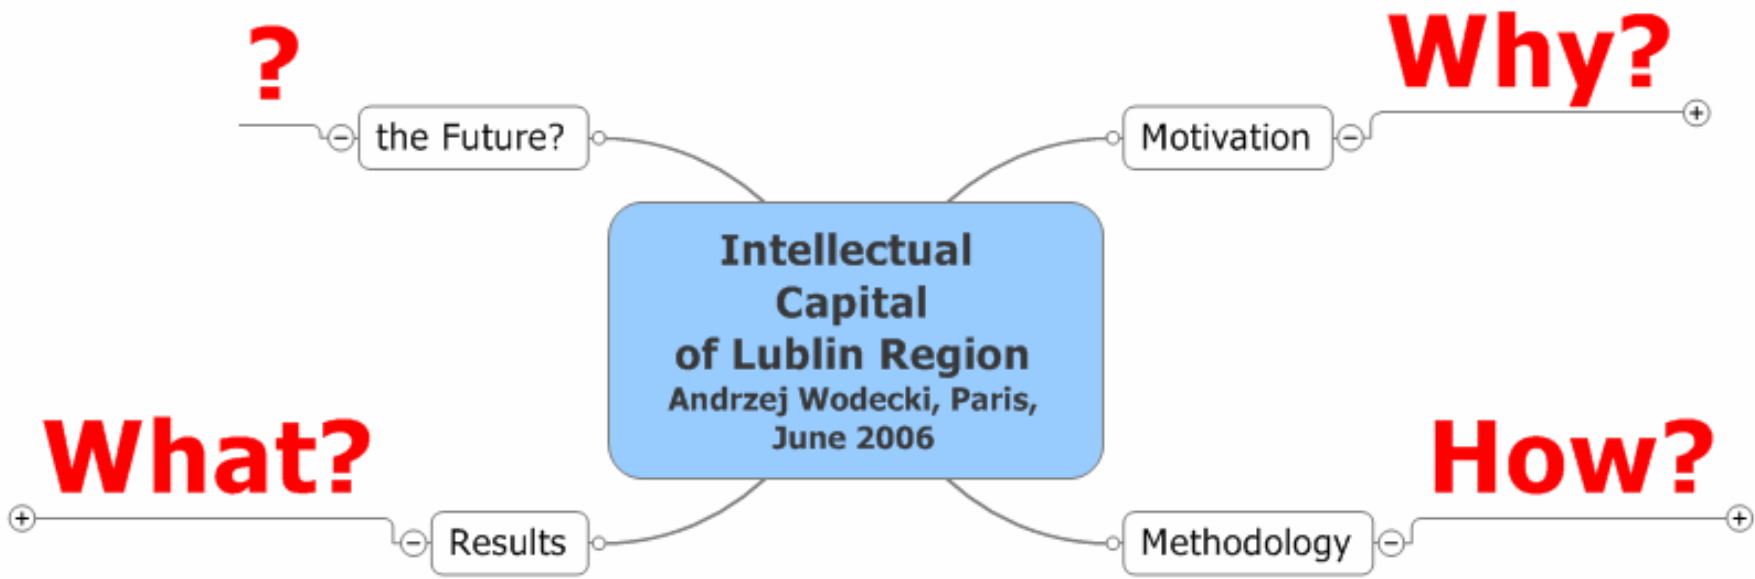 ?
the Future?
Why?
Motivation
Intellectual
Capital
of Lublin Region
Andrzej Wodecki, Paris,
June 2006
What?
Results
How?
Methodology